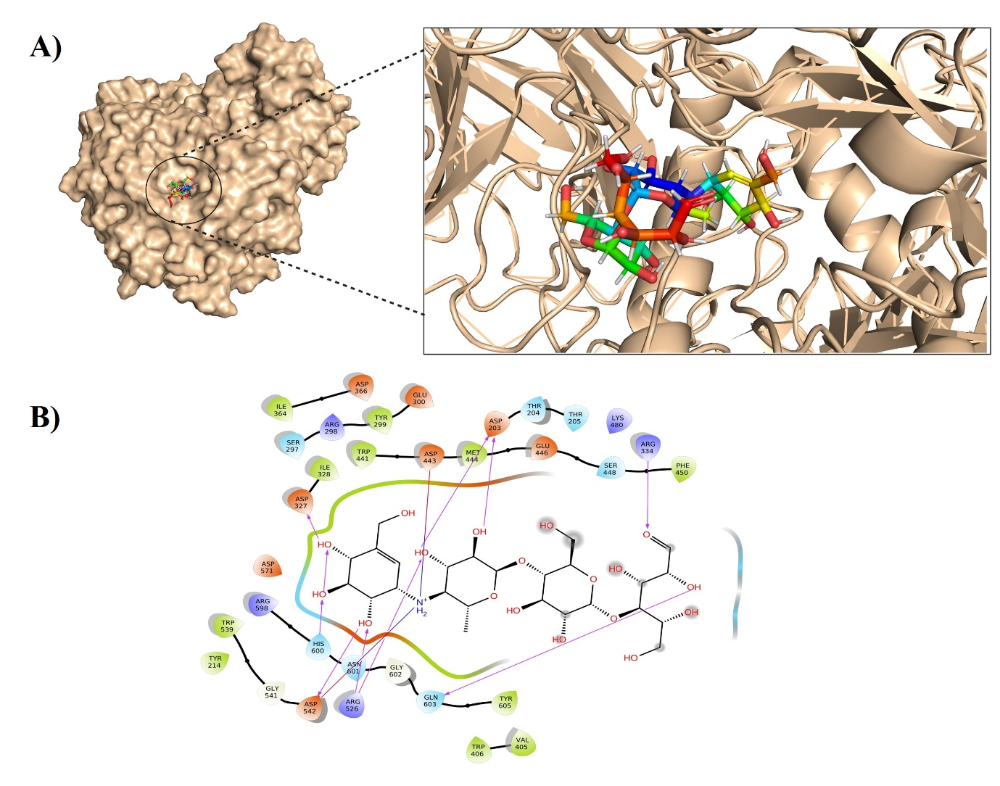 A)
B)
ASP
366
GLU
300
ILE
364
TYR
299
ARG
298
SER
297
THR
204
THR
205
ASP
203
LYS
480
ARG
334
TRP
441
ASP
443
MET
444
GLU
446
SER
448
PHE
450
ILE
328
ASP
327
OH
HO
HO
HO
OH
HO
N+
H2
O
O
HO
O
HO
HO
O
O
HO
OH
OH
HO
ASP
571
ARG
598
TRP
539
TYR
214
HIS
600
ASN
601
GLY
602
GLY
541
ASP
542
ARG
526
GLN
603
TYR
605
TRP
406
VAL
405